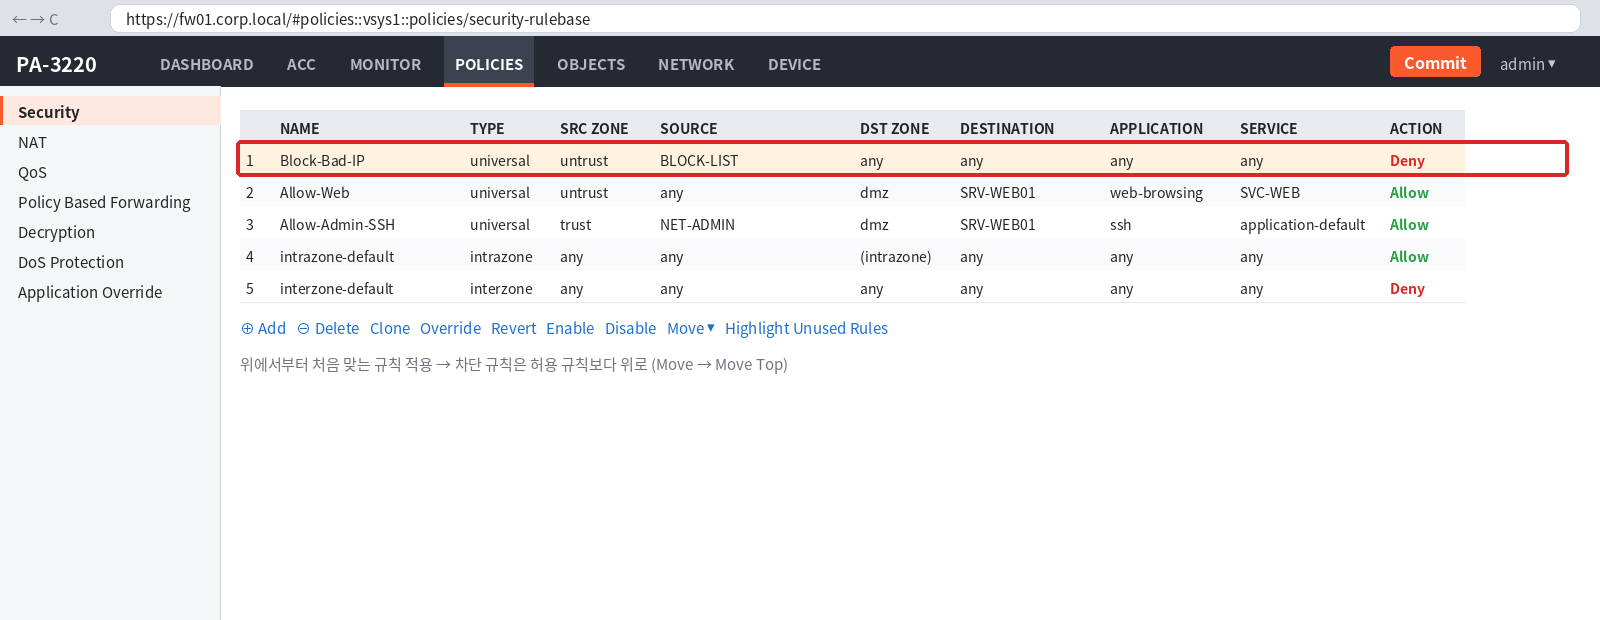 ← → C https://fw01.corp.local/#policies::vsys1::policies/security-rulebase
PA-3220 DASHBOARD ACC MONITOR POLICIES OBJECTS NETWORK DEVICE Commit admin ▾
Security
NAT
QoS
Policy Based Forwarding
Decryption
DoS Protection
Application Override
NAME TYPE SRC ZONE SOURCE DST ZONE DESTINATION APPLICATION SERVICE ACTION
1 Block-Bad-IP universal untrust BLOCK-LIST any any any any Deny
2 Allow-Web universal untrust any dmz SRV-WEB01 web-browsing SVC-WEB Allow
3 Allow-Admin-SSH universal trust NET-ADMIN dmz SRV-WEB01 ssh application-default Allow
4 intrazone-default intrazone any any (intrazone) any any any Allow
5 interzone-default interzone any any any any any any Deny
⊕ Add ⊖ Delete Clone Override Revert Enable Disable Move ▾ Highlight Unused Rules
위에서부터 처음 맞는 규칙 적용 → 차단 규칙은 허용 규칙보다 위로 (Move → Move Top)